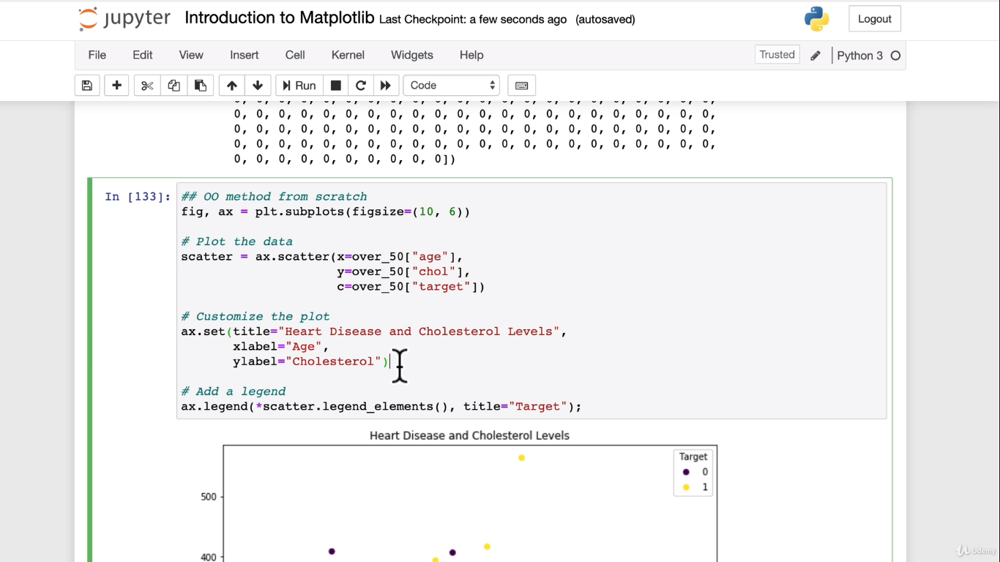 jupyter Introduction to Matplotlib Last Checkpoint: a few seconds ago (autosaved) Logout
File Edit View Insert Cell Kernel Widgets Help Trusted Python 3
Run Code
0, 0, 0, 0, 0, 0, 0, 0, 0, 0, 0, 0, 0, 0, 0, 0, 0, 0, 0, 0, 0, 0,
0, 0, 0, 0, 0, 0, 0, 0, 0, 0, 0, 0, 0, 0, 0, 0, 0, 0, 0, 0, 0, 0,
0, 0, 0, 0, 0, 0, 0, 0, 0, 0, 0, 0, 0, 0, 0, 0, 0, 0, 0, 0, 0, 0,
0, 0, 0, 0, 0, 0, 0, 0, 0, 0])
In [133]: ## OO method from scratch
fig, ax = plt.subplots(figsize=(10, 6))
# Plot the data
scatter = ax.scatter(x=over_50["age"],
y=over_50["chol"],
c=over_50["target"])
# Customize the plot
ax.set(title="Heart Disease and Cholesterol Levels",
xlabel="Age",
ylabel="Cholesterol")
# Add a legend
ax.legend(*scatter.legend_elements(), title="Target");
Heart Disease and Cholesterol Levels
Target
0
1
500
400
Udemy